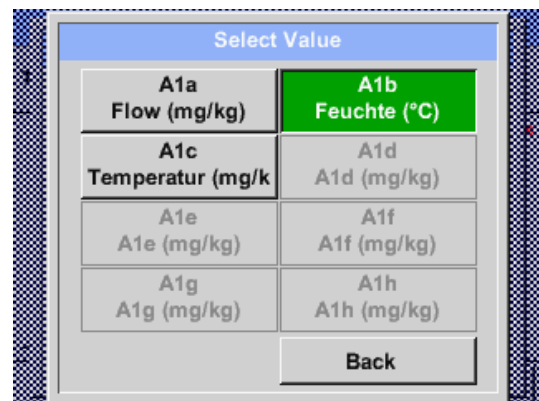 Select Value
A1a
Flow (mg/kg)
A1b
Feuchte (°C)
A1c
Temperatur (mg/k
A1d
A1d (mg/kg)
A1e
A1e (mg/kg)
A1f
A1f (mg/kg)
A1g
A1g (mg/kg)
A1h
A1h (mg/kg)
Back